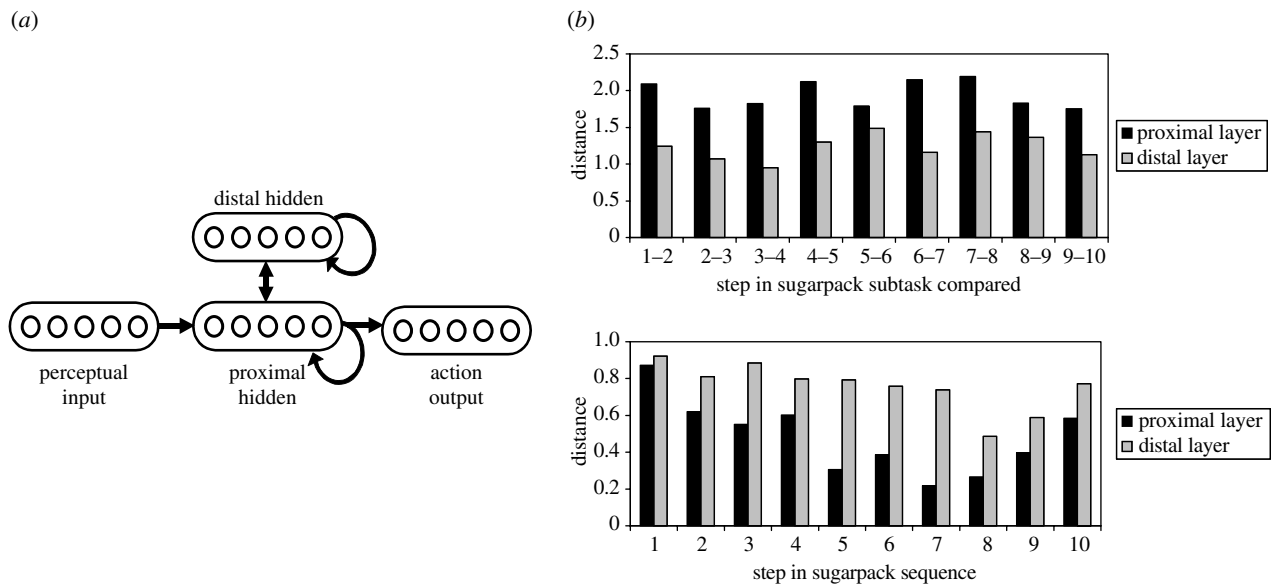 (a)
distal hidden
perceptual
input
proximal
hidden
action
output
(b)
2.5
2.0
1.5
1.0
0.5
0
distance
1–2 2–3 3–4 4–5 5–6 6–7 7–8 8–9 9–10
step in sugarpack subtask compared
proximal layer
distal layer
1.0
0.8
0.6
0.4
0.2
0
distance
1 2 3 4 5 6 7 8 9 10
step in sugarpack sequence
proximal layer
distal layer